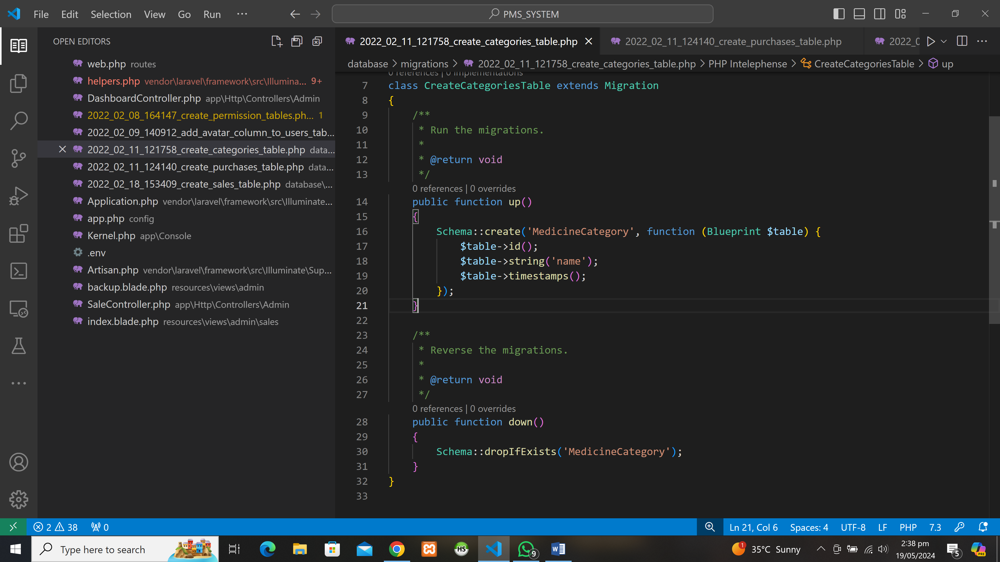 File Edit Selection View Go Run ... PMS_SYSTEM
OPEN EDITORS
web.php routes
helpers.php vendor\laravel\framework\src\Illumina... 9+
DashboardController.php app\Http\Controllers\Admin
2022_02_08_164147_create_permission_tables.ph... 1
2022_02_09_140912_add_avatar_column_to_users_tab...
2022_02_11_121758_create_categories_table.php data...
2022_02_11_124140_create_purchases_table.php data...
2022_02_18_153409_create_sales_table.php database\...
Application.php vendor\laravel\framework\src\Illuminate...
app.php config
Kernel.php app\Console
.env
Artisan.php vendor\laravel\framework\src\Illuminate\Sup...
backup.blade.php resources\views\admin
SaleController.php app\Http\Controllers\Admin
index.blade.php resources\views\admin\sales
2022_02_11_121758_create_categories_table.php 2022_02_11_124140_create_purchases_table.php 2022_0
database > migrations > 2022_02_11_121758_create_categories_table.php > PHP Intelephense > CreateCategoriesTable > up
0 references | 0 implementations
7 class CreateCategoriesTable extends Migration
8 {
9 /**
10 * Run the migrations.
11 *
12 * @return void
13 */
0 references | 0 overrides
14 public function up()
15 {
16 Schema::create('MedicineCategory', function (Blueprint $table) {
17 $table->id();
18 $table->string('name');
19 $table->timestamps();
20 });
21 }
22
23 /**
24 * Reverse the migrations.
25 *
26 * @return void
27 */
0 references | 0 overrides
28 public function down()
29 {
30 Schema::dropIfExists('MedicineCategory');
31 }
32 }
33
2 38 0 Ln 21, Col 6 Spaces: 4 UTF-8 LF PHP 7.3
Type here to search HS 9 W 1 35°C Sunny 2:38 pm 5 PRE
19/05/2024